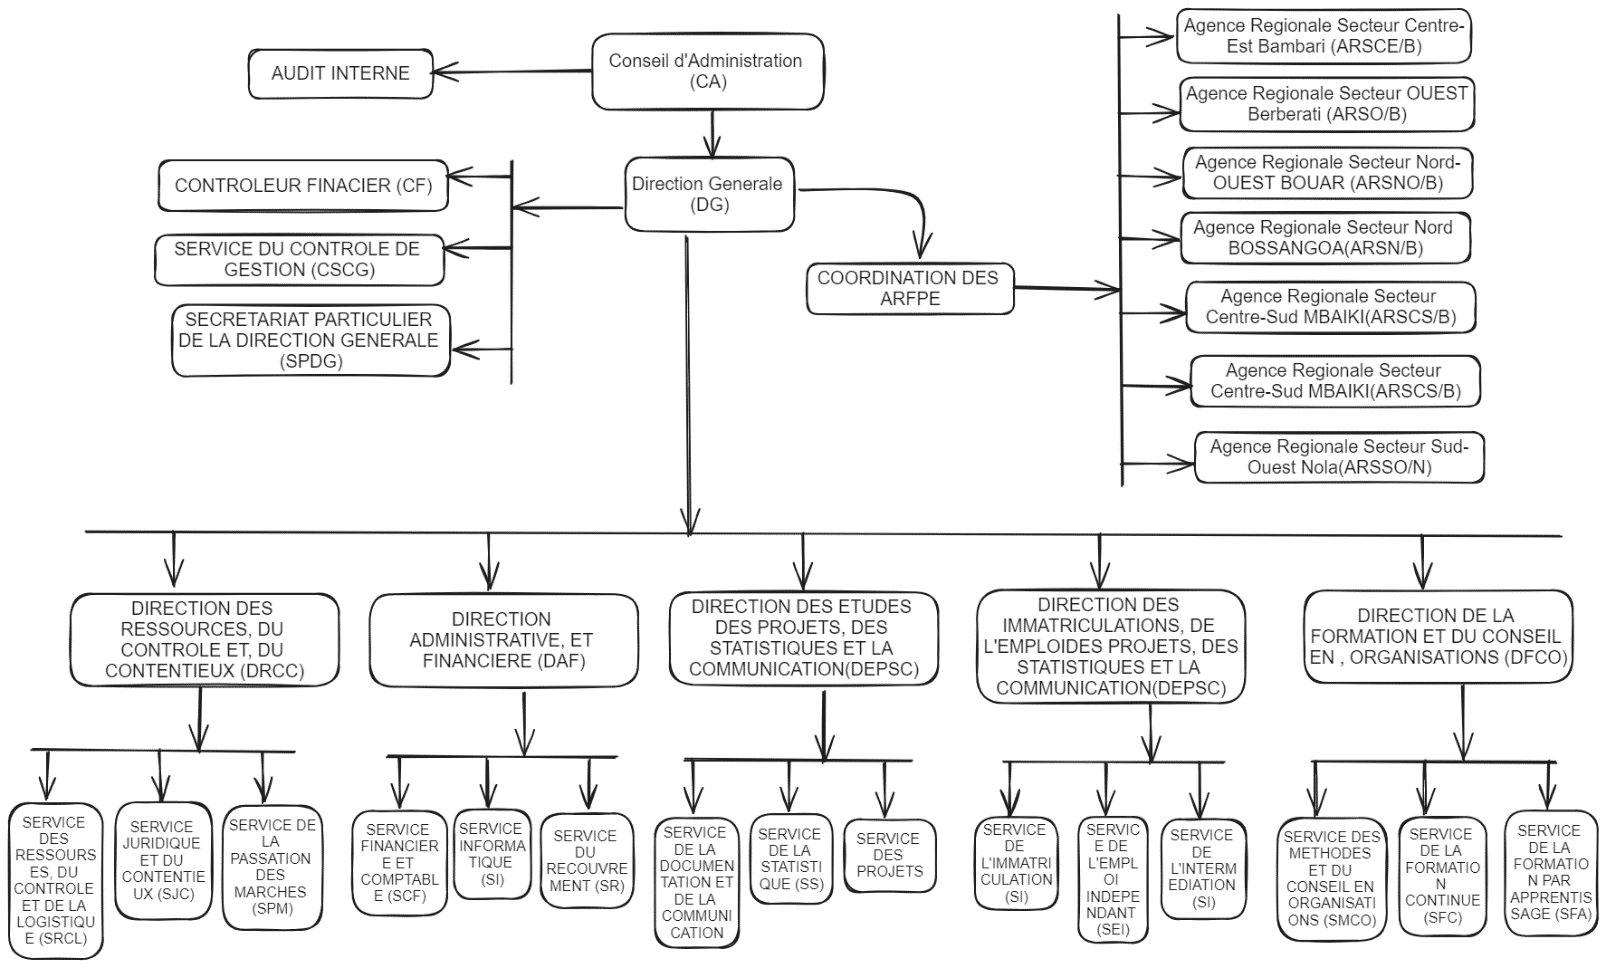 Conseil d'Administration
(CA)
AUDIT INTERNE
Direction Generale
(DG)
CONTROLEUR FINACIER (CF)
SERVICE DU CONTROLE DE
GESTION (CSCG)
SECRETARIAT PARTICULIER
DE LA DIRECTION GENERALE
(SPDG)
COORDINATION DES
ARFPE
Agence Regionale Secteur Centre-
Est Bambari (ARSCE/B)
Agence Regionale Secteur OUEST
Berberati (ARSO/B)
Agence Regionale Secteur Nord-
OUEST BOUAR (ARSNO/B)
Agence Regionale Secteur Nord
BOSSANGOA(ARSN/B)
Agence Regionale Secteur
Centre-Sud MBAIKI(ARSCS/B)
Agence Regionale Secteur
Centre-Sud MBAIKI(ARSCS/B)
Agence Regionale Secteur Sud-
Ouest Nola(ARSSO/N)
DIRECTION DES
RESSOURCES, DU
CONTROLE ET, DU
CONTENTIEUX (DRCC)
DIRECTION
ADMINISTRATIVE, ET
FINANCIERE (DAF)
DIRECTION DES ETUDES
DES PROJETS, DES
STATISTIQUES ET LA
COMMUNICATION(DEPSC)
DIRECTION DES
IMMATRICULATIONS, DE
L'EMPLOIDES PROJETS, DES
STATISTIQUES ET LA
COMMUNICATION(DEPSC)
DIRECTION DE LA
FORMATION ET DU CONSEIL
EN , ORGANISATIONS (DFCO)
SERVICE
DES
RESSOURS
ES, DU
CONTROLE
ET DE LA
LOGISTIQU
E (SRCL)
SERVICE
JURIDIQUE
ET DU
CONTENTIE
UX (SJC)
SERVICE DE
LA
PASSATION
DES
MARCHES
(SPM)
SERVICE
FINANCIER
E ET
COMPTABL
E (SCF)
SERVICE
INFORMA
TIQUE
(SI)
SERVICE
DU
RECOUVRE
MENT (SR)
SERVICE
DE LA
DOCUMEN
TATION ET
DE LA
COMMUNI
CATION
SERVICE
DE LA
STATIST
IQUE (SS)
SERVICE
DES
PROJETS
SERVICE
DE
L'IMMATRI
CULATION
(SI)
SERVIC
E DE
L'EMPL
OI
INDEPE
NDANT
(SEI)
SERVICE
DE
L'INTERM
EDIATION
(SI)
SERVICE DES
METHODES
ET DU
CONSEIL EN
ORGANISATI
ONS (SMCO)
SERVICE
DE LA
FORMATIO
N
CONTINUE
(SFC)
SERVICE
DE LA
FORMATIO
N PAR
APPRENTIS
SAGE (SFA)